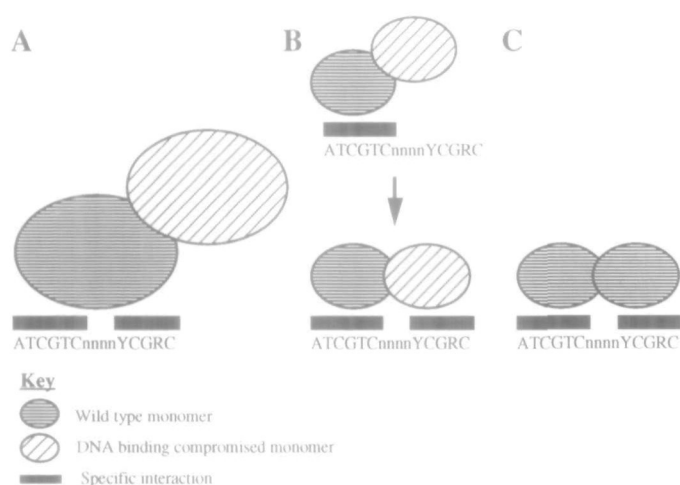 A
B
C
ATCGTCnnnnYCGRC
ATCGTCnnnnYCGRC
ATCGTCnnnnYCGRC
ATCGTCnnnnYCGRC
Key
Wild type monomer
DNA binding compromised monomer
Specific interaction